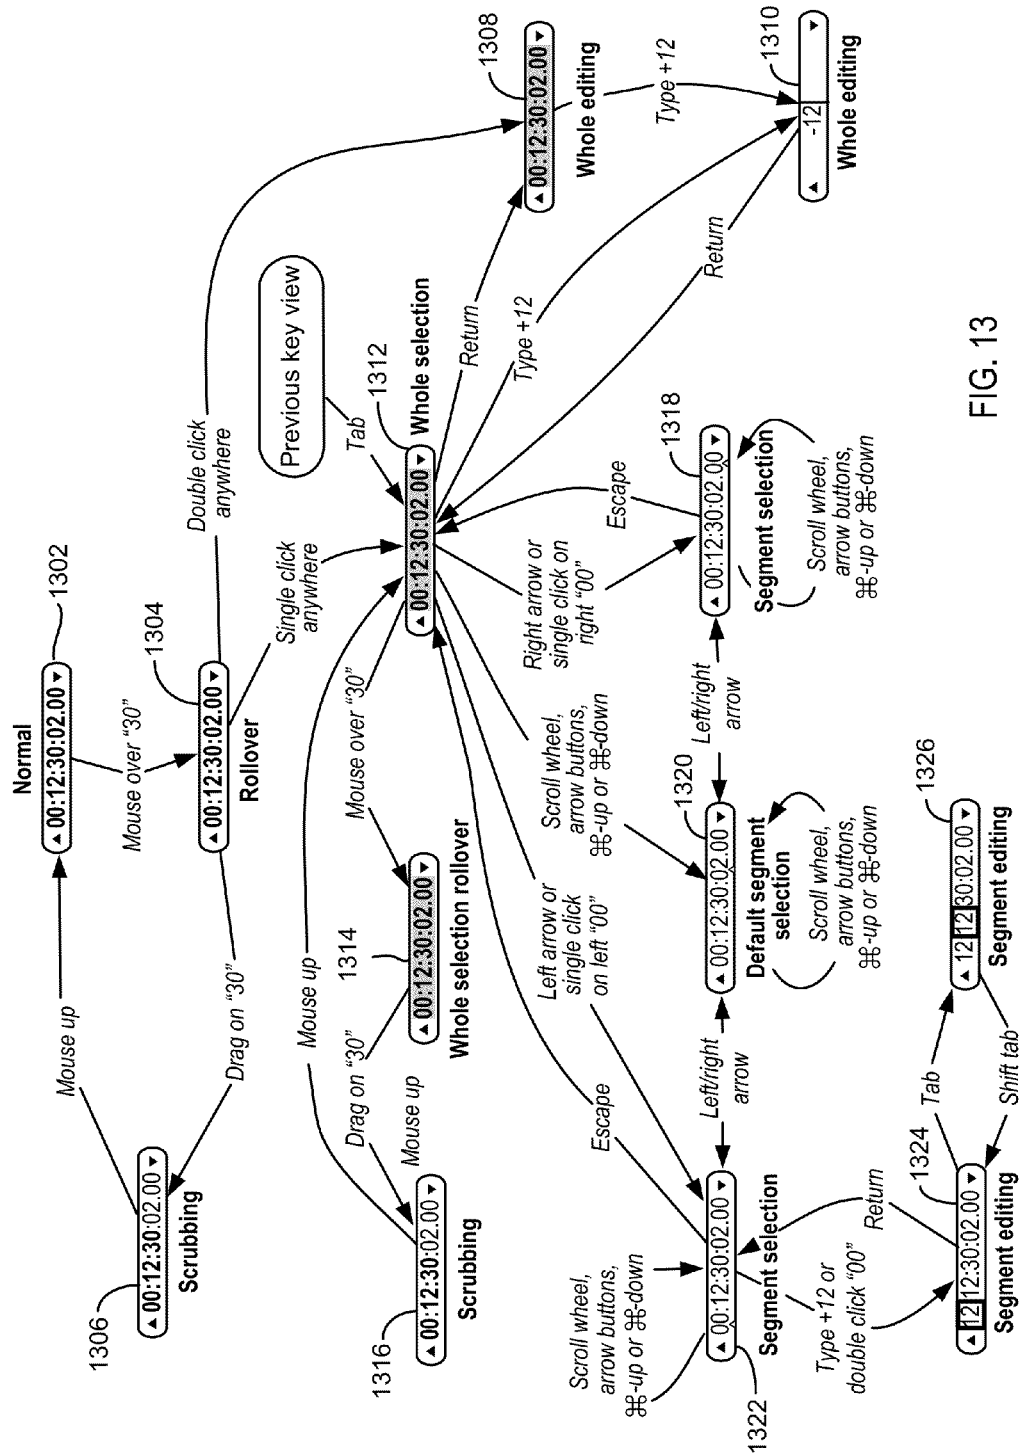 Normal
1302
▲ 00:12:30:02.00 ▼
Mouse up
Mouse over “30”
1304
▲ 00:12:30:02.00 ▼
Rollover
Double click
anywhere
Single click
anywhere
Drag on “30”
1306
▲ 00:12:30:02.00 ▼
Scrubbing
Previous key view
Tab
1308
▲ 00:12:30:02.00 ▼
Whole editing
Type +12
1310
▲ -12 ▼
Whole editing
1312
▲ 00:12:30:02.00 ▼
Whole selection
Return
Type +12
Return
Mouse up
Mouse over “30”
1314
▲ 00:12:30:02.00 ▼
Whole selection rollover
Drag on “30”
Mouse up
1316
▲ 00:12:30:02.00 ▼
Scrubbing
Escape
Left arrow or
single click
on left “00”
Scroll wheel,
arrow buttons,
⌘-up or ⌘-down
Right arrow or
single click on
right “00”
Escape
Scroll wheel,
arrow buttons,
⌘-up or ⌘-down
1322
▲ 00:12:30:02.00 ▼
Segment selection
Left/right
arrow
1320
▲ 00:12:30:02.00 ▼
Default segment
selection
Scroll wheel,
arrow buttons,
⌘-up or ⌘-down
Left/right
arrow
1318
▲ 00:12:30:02.00 ▼
Segment selection
Scroll wheel,
arrow buttons,
⌘-up or ⌘-down
Type +12 or
double click “00”
Return
1324
▲ 12 12:30:02.00 ▼
Segment editing
Tab
Shift tab
1326
▲ 12 12 30:02.00 ▼
Segment editing
FIG. 13